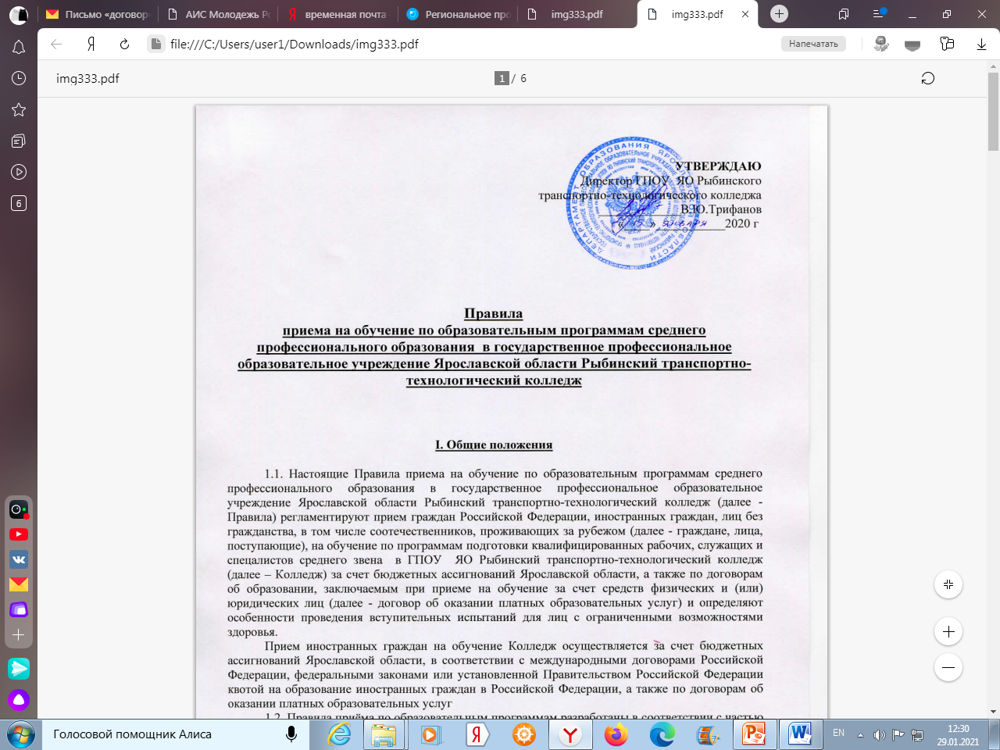 Письмо «договор
АИС Молодежь Ро
временная почта -
Региональное про
img333.pdf
img333.pdf
file:///C:/Users/user1/Downloads/img333.pdf
Напечатать
img333.pdf
1 / 6
6
УТВЕРЖДАЮ
Директор ГПОУ ЯО Рыбинского
транспортно-технологического колледжа
В.Ю.Трифанов
« » января 2020 г
Правила
приема на обучение по образовательным программам среднего
профессионального образования в государственное профессиональное
образовательное учреждение Ярославской области Рыбинский транспортно-
технологический колледж
I. Общие положения
1.1. Настоящие Правила приема на обучение по образовательным программам среднего
профессионального образования в государственное профессиональное образовательное
учреждение Ярославской области Рыбинский транспортно-технологический колледж (далее -
Правила) регламентируют прием граждан Российской Федерации, иностранных граждан, лиц без
гражданства, в том числе соотечественников, проживающих за рубежом (далее - граждане, лица,
поступающие), на обучение по программам подготовки квалифицированных рабочих, служащих и
спецалистов среднего звена в ГПОУ ЯО Рыбинский транспортно-технологический колледж
(далее – Колледж) за счет бюджетных ассигнований Ярославской области, а также по договорам
об образовании, заключаемым при приеме на обучение за счет средств физических и (или)
юридических лиц (далее - договор об оказании платных образовательных услуг) и определяют
особенности проведения вступительных испытаний для лиц с ограниченными возможностями
здоровья.
Прием иностранных граждан на обучение Колледж осуществляется за счет бюджетных
ассигнований Ярославской области, в соответствии с международными договорами Российской
Федерации, федеральными законами или установленной Правительством Российской Федерации
квотой на образование иностранных граждан в Российской Федерации, а также по договорам об
оказании платных образовательных услуг
1.2. Правила приёма по образовательным программам разработаны в соответствии с частью
Голосовой помощник Алиса
EN
12:30
29.01.2021